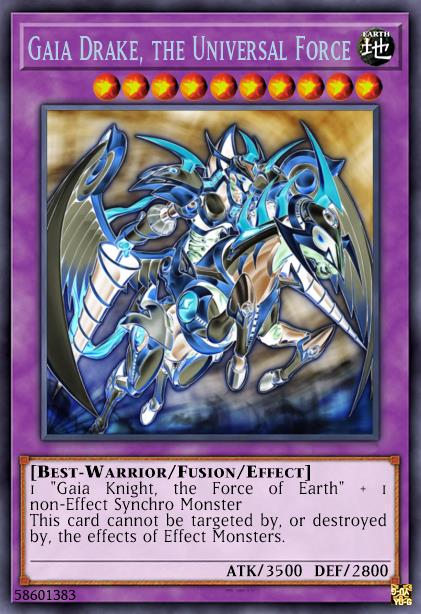 GAIA DRAKE, THE UNIVERSAL FORCE
EARTH
地
[BEST-WARRIOR/FUSION/EFFECT]
1 "Gaia Knight, the Force of Earth" + 1
non-Effect Synchro Monster
This card cannot be targeted by, or destroyed
by, the effects of Effect Monsters.
ATK/3500 DEF/2800
58601383